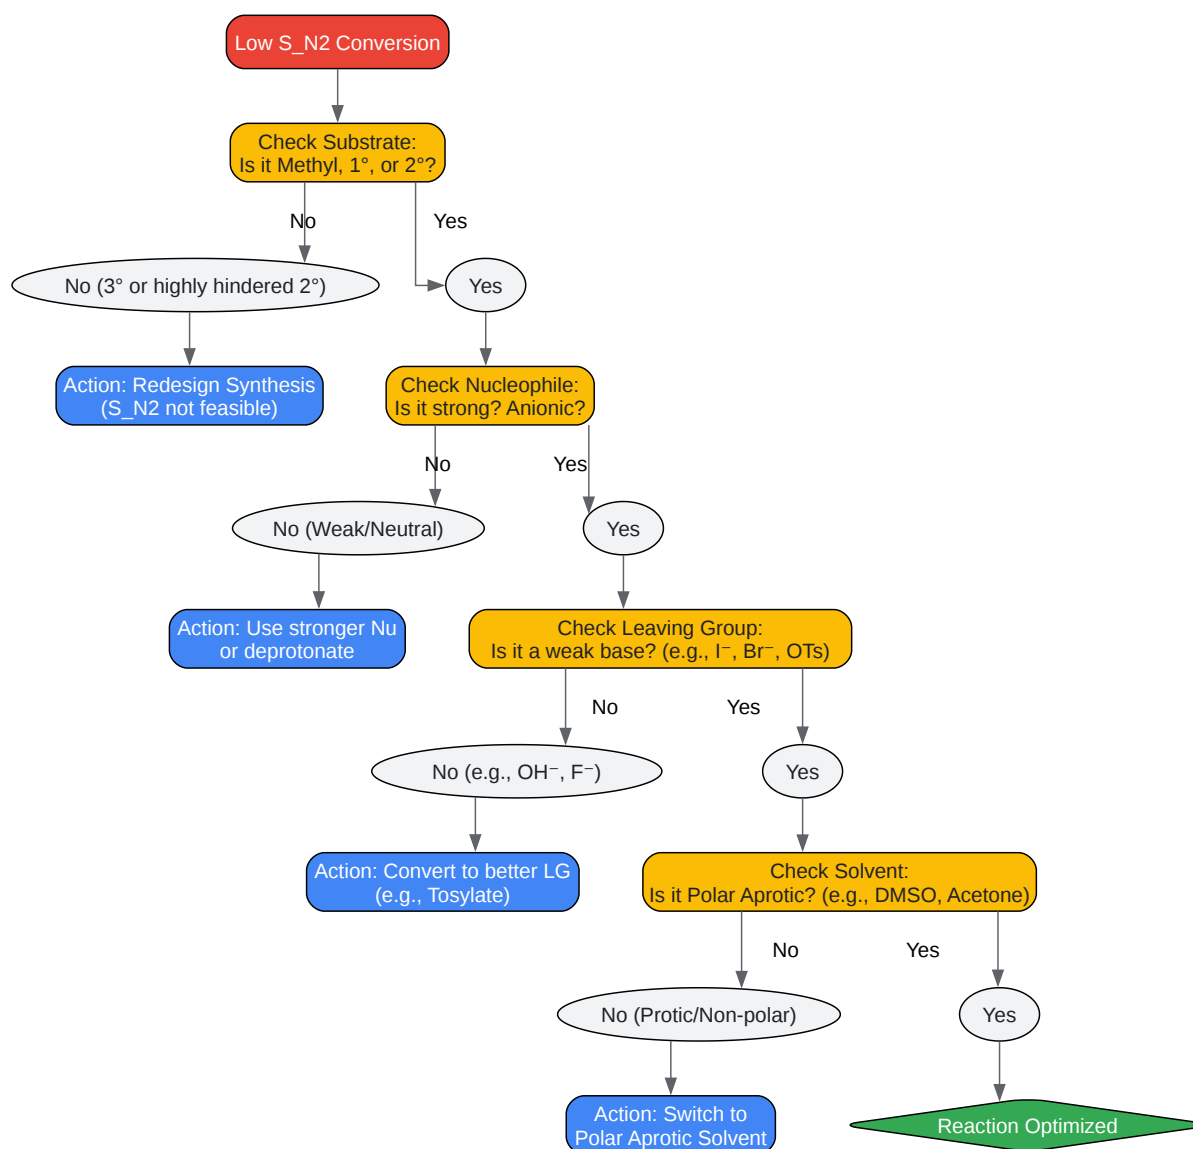 Low S_N2 Conversion
Check Substrate:
Is it Methyl, 1°, or 2°?
No
Yes
No (3° or highly hindered 2°)
Yes
Action: Redesign Synthesis
(S_N2 not feasible)
Check Nucleophile:
Is it strong? Anionic?
No
Yes
No (Weak/Neutral)
Yes
Action: Use stronger Nu
or deprotonate
Check Leaving Group:
Is it a weak base? (e.g., I⁻, Br⁻, OTs)
No
Yes
No (e.g., OH⁻, F⁻)
Yes
Action: Convert to better LG
(e.g., Tosylate)
Check Solvent:
Is it Polar Aprotic? (e.g., DMSO, Acetone)
No
Yes
No (Protic/Non-polar)
Yes
Action: Switch to
Polar Aprotic Solvent
Reaction Optimized